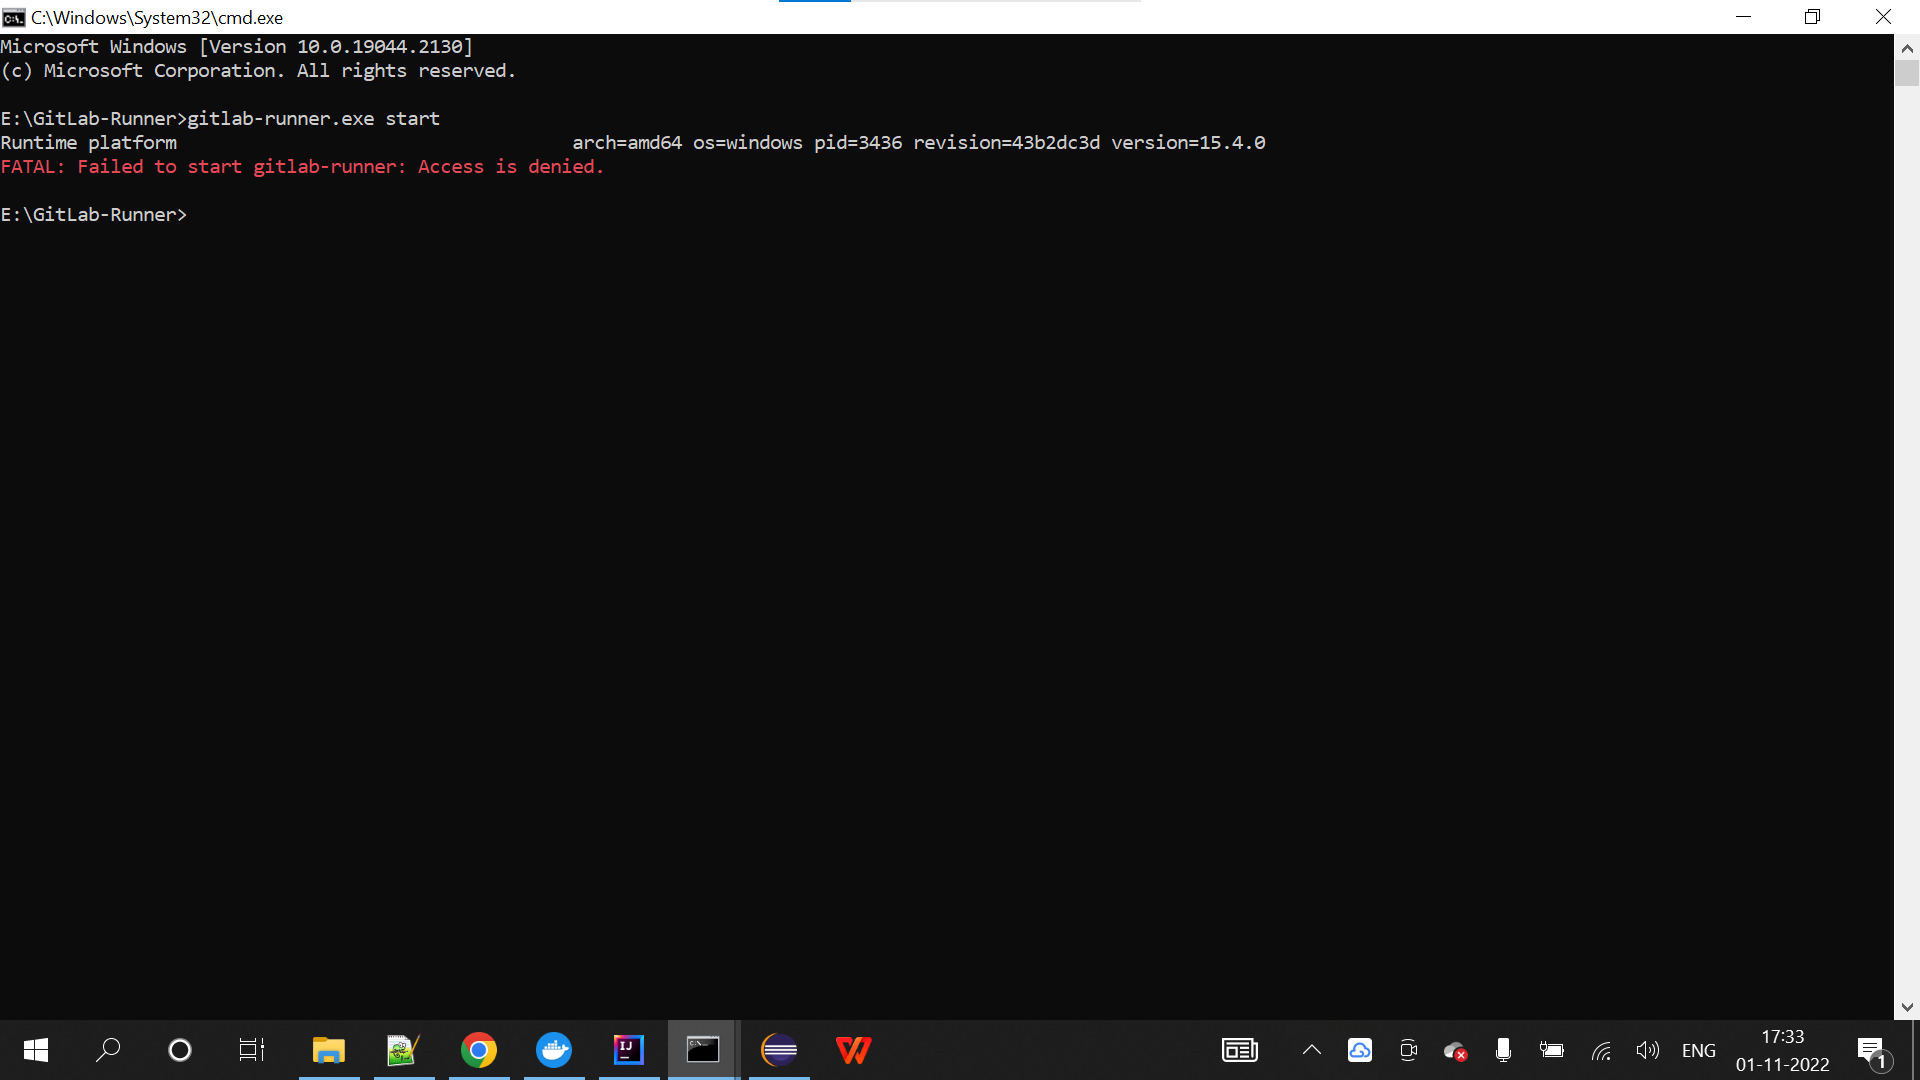 C:\Windows\System32\cmd.exe
Microsoft Windows [Version 10.0.19044.2130]
(c) Microsoft Corporation. All rights reserved.
E:\GitLab-Runner>gitlab-runner.exe start
Runtime platform                                    arch=amd64 os=windows pid=3436 revision=43b2dc3d version=15.4.0
FATAL: Failed to start gitlab-runner: Access is denied.
E:\GitLab-Runner>
ENG
17:33
01-11-2022
1